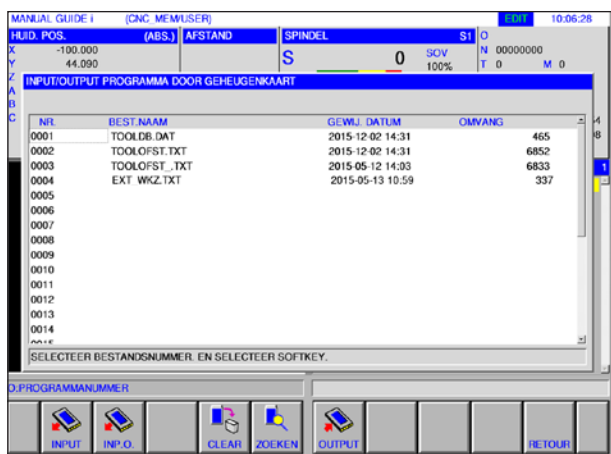 MANUAL GUIDE i (CNC_MEM/USER) EDIT 10:06:28
HUID. POS. (ABS.) AFSTAND SPINDEL S1 O
X -100.000 S 0 SOV 100% N 00000000
Y 44.090 T 0 M 0
Z
A
B
C
INPUT/OUTPUT PROGRAMMA DOOR GEHEUGENKAART
NR. BEST.NAAM GEWIJ. DATUM OMVANG
0001 TOOLDB.DAT 2015-12-02 14:31 465
0002 TOOLOFST.TXT 2015-12-02 14:31 6852
0003 TOOLOFST_.TXT 2015-05-12 14:03 6833
0004 EXT_WKZ.TXT 2015-05-13 10:59 337
0005
0006
0007
0008
0009
0010
0011
0012
0013
0014
0015
1
SELECTEER BESTANDSNUMMER. EN SELECTEER SOFTKEY.
O:PROGRAMMANUMMER
INPUT INP.O. CLEAR ZOEKEN OUTPUT RETOUR